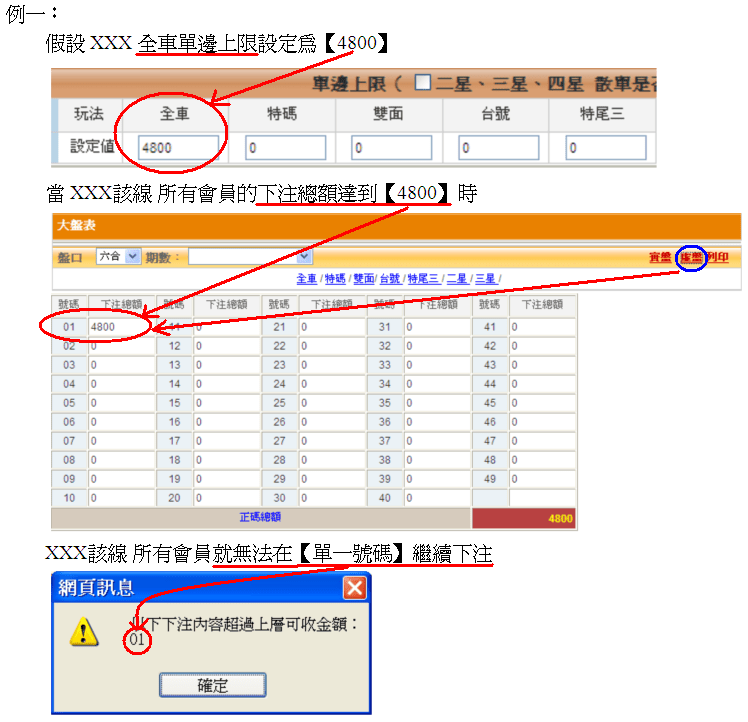 例一：
假設 XXX 全車單邊上限設定為【4800】
單邊上限（ 二星、三星、四星 散單是否
玩法 全車 特碼 雙面 台號 特尾三
設定值 4800 0 0 0 0
當 XXX該線 所有會員的下注總額達到【4800】時
大盤表
盤口 六合 期數： 實盤 虛盤 列印
全車 / 特碼 / 雙面/ 台號 / 特尾三 / 二星 / 三星 /
號碼 下注總額 號碼 下注總額 號碼 下注總額 號碼 下注總額 號碼 下注總額
01 4800 11 0 21 0 31 0 41 0
02 0 12 0 22 0 32 0 42 0
03 0 13 0 23 0 33 0 43 0
04 0 14 0 24 0 34 0 44 0
05 0 15 0 25 0 35 0 45 0
06 0 16 0 26 0 36 0 46 0
07 0 17 0 27 0 37 0 47 0
08 0 18 0 28 0 38 0 48 0
09 0 19 0 29 0 39 0 49 0
10 0 20 0 30 0 40 0
正碼總額 4800
XXX該線 所有會員就無法在【單一號碼】繼續下注
網頁訊息
以下下注內容超過上層可收金額：
01
確定